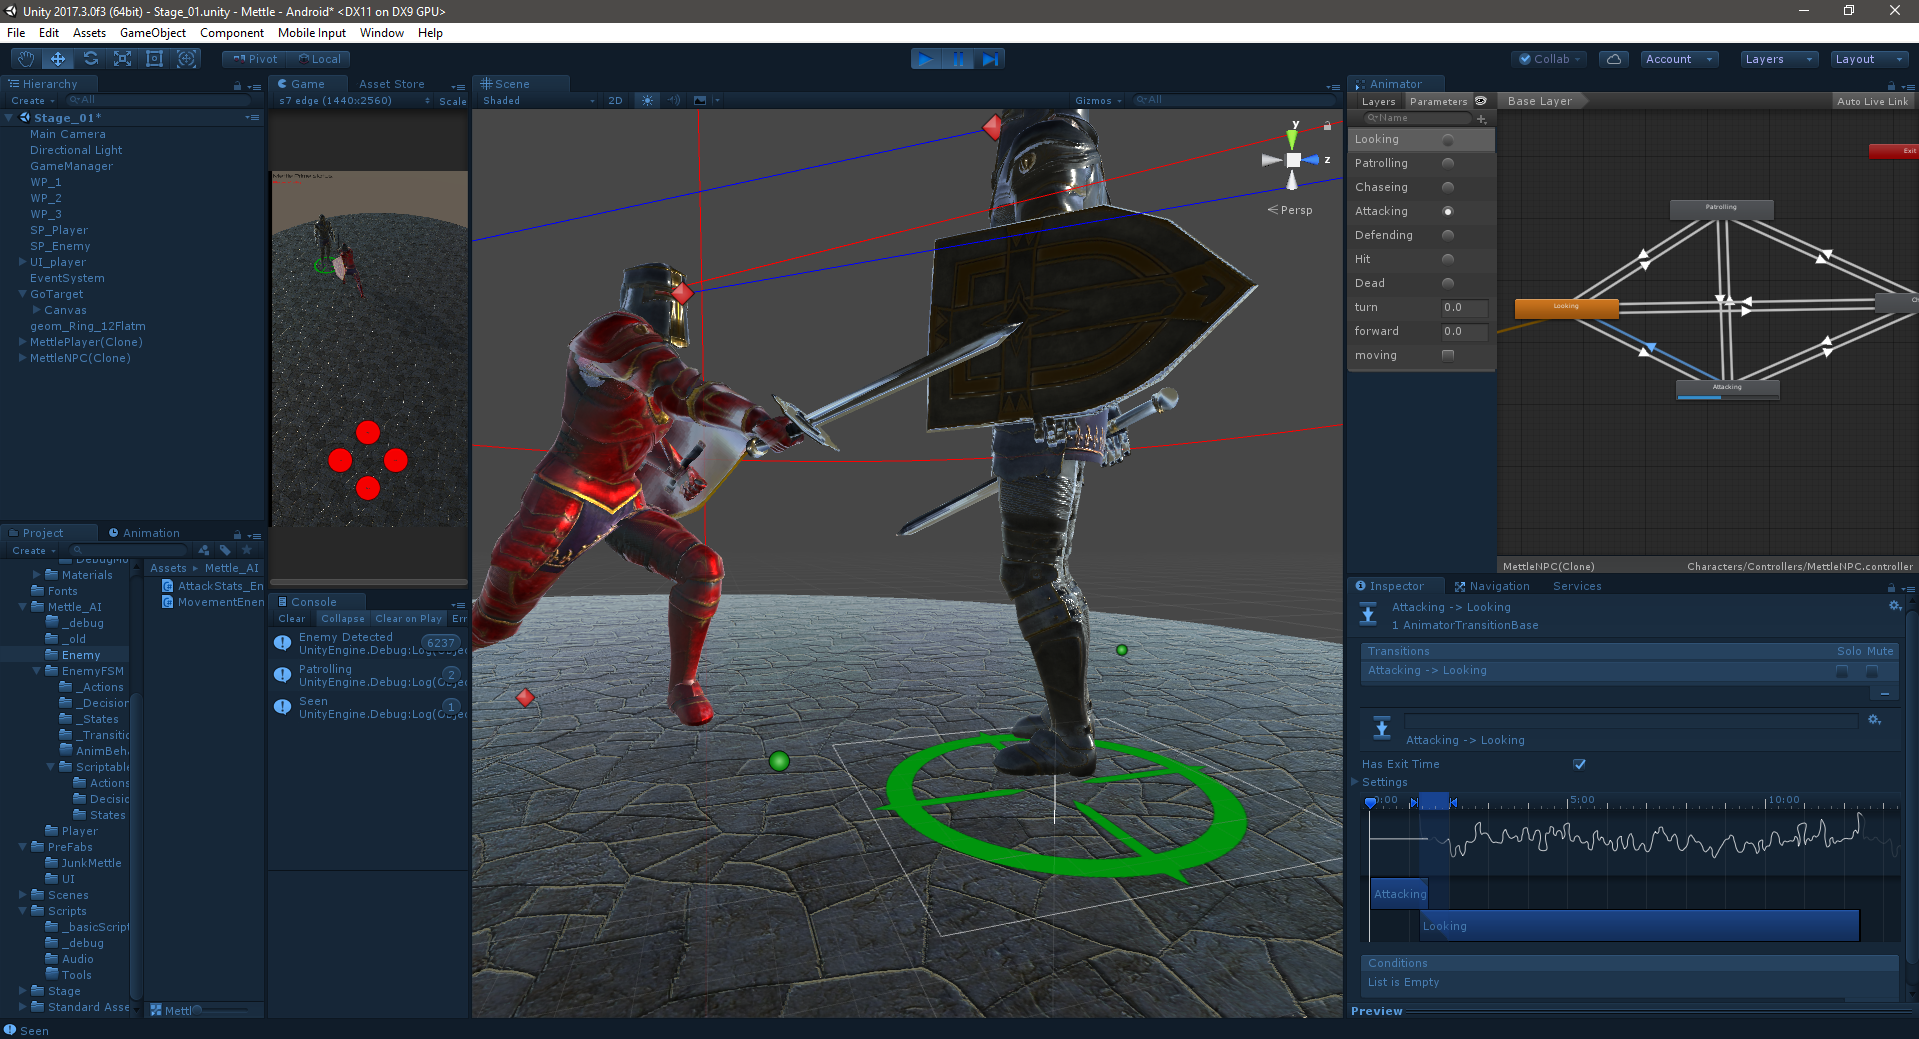 Unity 2017.3.0f3 (64bit) - Stage_01.unity - Mettle - Android* <DX11 on DX9 GPU>
File Edit Assets GameObject Component Mobile Input Window Help
Pivot Local
Collab Account Layers Layout
Hierarchy
Create All
Stage_01*
Main Camera
Directional Light
GameManager
WP_1
WP_2
WP_3
SP_Player
SP_Enemy
UI_player
EventSystem
GoTarget
Canvas
geom_Ring_12Flatm
MettlePlayer(Clone)
MettleNPC(Clone)
Game Asset Store
s7 edge (1440x2560) Scale
Scene
Shaded 2D Gizmos All
y
z
Persp
Animator
Layers Parameters Base Layer Auto Live Link
Name
Looking
Patrolling
Chaseing
Attacking
Defending
Hit
Dead
turn 0.0
forward 0.0
moving
Exit
Patrolling
Looking
Attacking
MettleNPC(Clone) Characters/Controllers/MettleNPC.controller
Project Animation
Create
Materials
Fonts
Mettle_AI
_debug
_old
Enemy
EnemyFSM
_Actions
_Decision
_States
_Transitic
AnimBeha
Scriptable
Actions
Decisic
States
Player
PreFabs
JunkMettle
UI
Scenes
Scripts
_basicScript
_debug
Audio
Tools
Stage
Standard Asse
Assets Mettle_AI
AttackStats_En
MovementEnem
Mettl
Console
Clear Collapse Clear on Play Err
Enemy Detected 6237
UnityEngine.Debug:Log(Objec
Patrolling 2
UnityEngine.Debug:Log(Objec
Seen 1
UnityEngine.Debug:Log(Objec
Inspector Navigation Services
Attacking -> Looking
1 AnimatorTransitionBase
Transitions Solo Mute
Attacking -> Looking
Attacking -> Looking
Has Exit Time
Settings
0:00 5:00 10:00
Attacking
Looking
Conditions
List is Empty
Preview
Seen